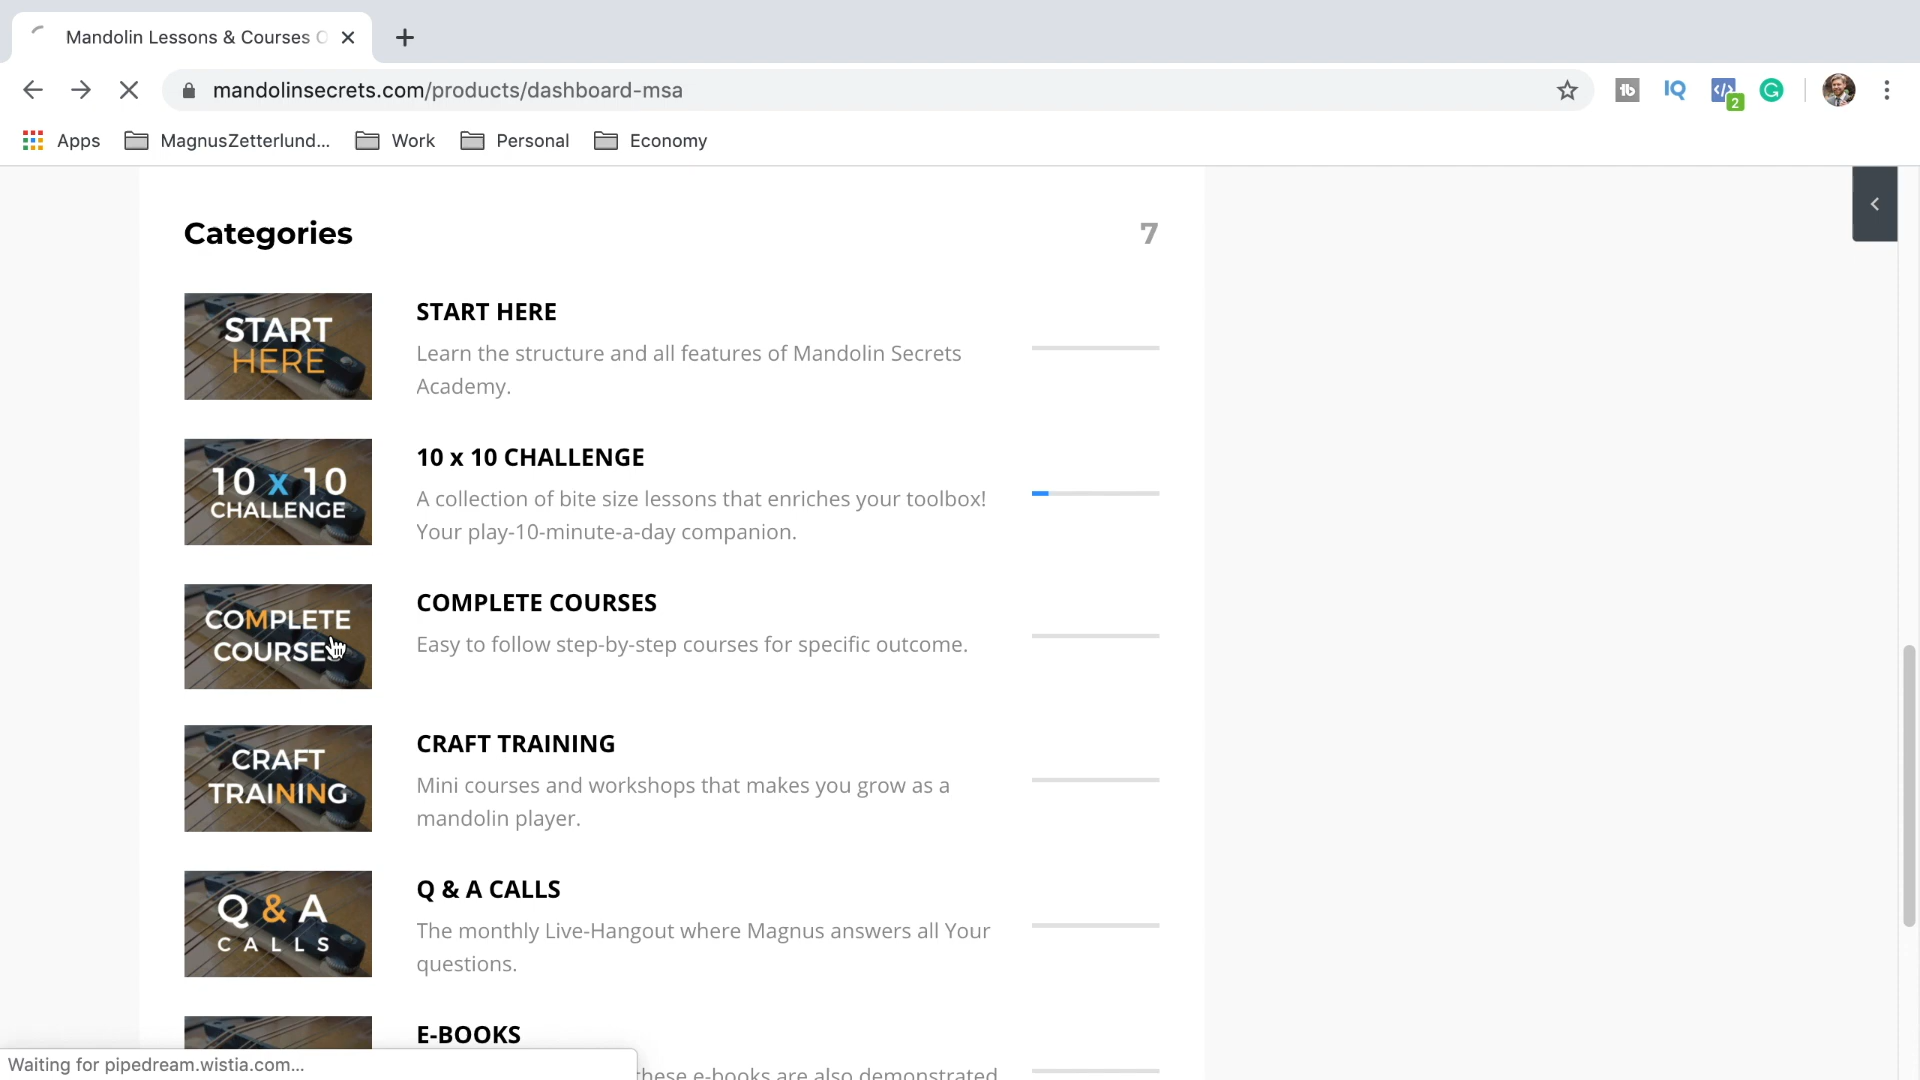 Mandolin Lessons & Courses O
mandolinsecrets.com/products/dashboard-msa
tb
IQ
2
G
Apps
MagnusZetterlund...
Work
Personal
Economy
Categories
7
START
HERE
START HERE
Learn the structure and all features of Mandolin Secrets
Academy.
10 x 10
CHALLENGE
10 x 10 CHALLENGE
A collection of bite size lessons that enriches your toolbox!
Your play-10-minute-a-day companion.
COMPLETE
COURSES
COMPLETE COURSES
Easy to follow step-by-step courses for specific outcome.
CRAFT
TRAINING
CRAFT TRAINING
Mini courses and workshops that makes you grow as a
mandolin player.
Q & A
CALLS
Q & A CALLS
The monthly Live-Hangout where Magnus answers all Your
questions.
E-BOOKS
these e-books are also demonstrated
Waiting for pipedream.wistia.com...